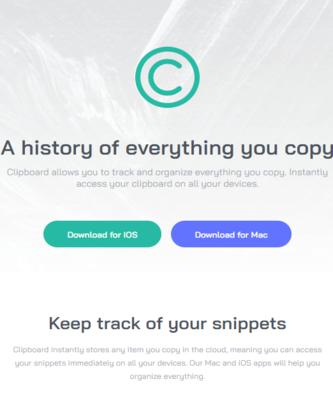 A history of everything you copy
Clipboard allows you to track and organize everything you copy. Instantly
access your clipboard on all your devices.
Download for iOS
Download for Mac
Keep track of your snippets
Clipboard instantly stores any item you copy in the cloud, meaning you can access
your snippets immediately on all your devices. Our Mac and iOS apps will help you
organize everything.